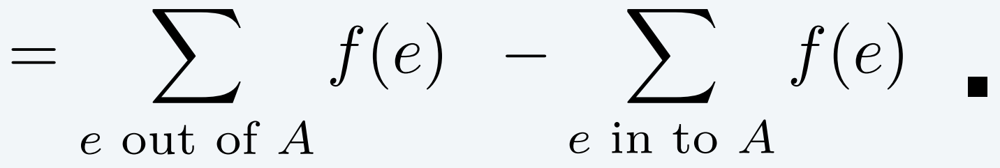 = ∑ f(e) − ∑ f(e) ■
e out of A e in to A